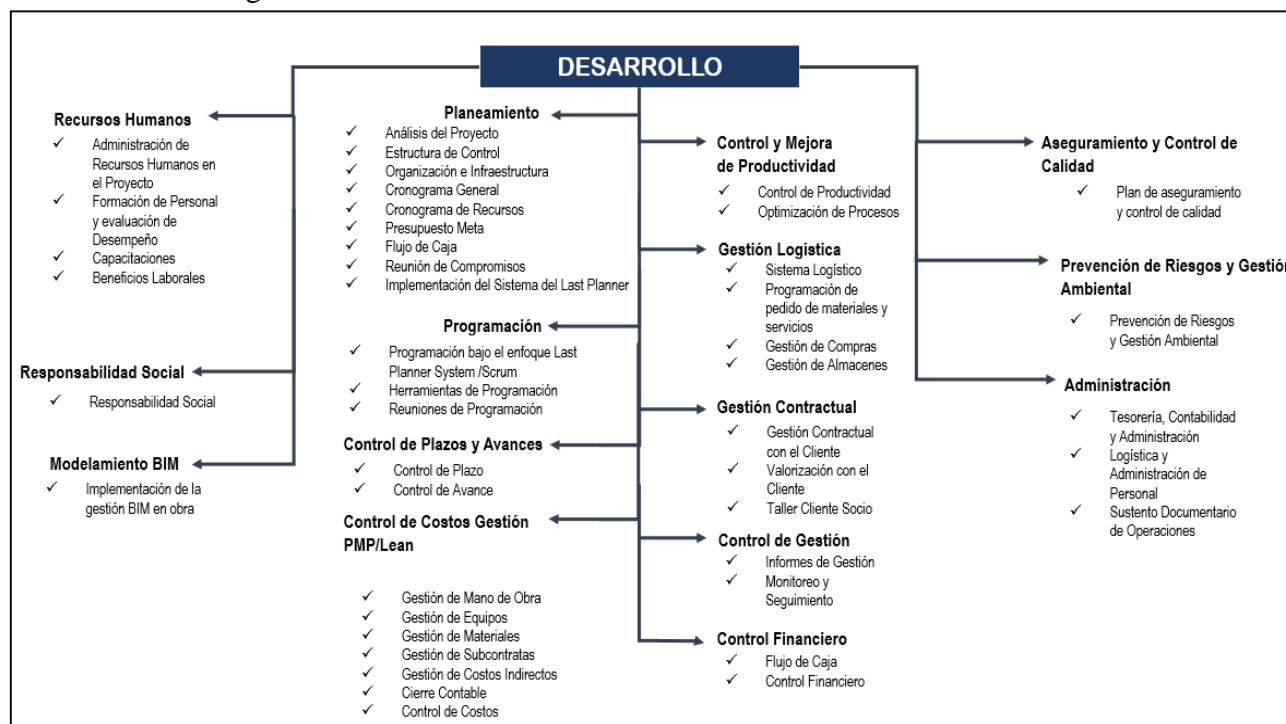 DESARROLLO
Recursos Humanos
✓ Administración de
Recursos Humanos en
el Proyecto
✓ Formación de Personal
y evaluación de
Desempeño
✓ Capacitaciones
✓ Beneficios Laborales
Responsabilidad Social
✓ Responsabilidad Social
Modelamiento BIM
✓ Implementación de la
gestión BIM en obra
Planeamiento
✓ Análisis del Proyecto
✓ Estructura de Control
✓ Organización e Infraestructura
✓ Cronograma General
✓ Cronograma de Recursos
✓ Presupuesto Meta
✓ Flujo de Caja
✓ Reunión de Compromisos
✓ Implementación del Sistema del Last Planner
Programación
✓ Programación bajo el enfoque Last
Planner System /Scrum
✓ Herramientas de Programación
✓ Reuniones de Programación
Control de Plazos y Avances
✓ Control de Plazo
✓ Control de Avance
Control de Costos Gestión
PMP/Lean
✓ Gestión de Mano de Obra
✓ Gestión de Equipos
✓ Gestión de Materiales
✓ Gestión de Subcontratas
✓ Gestión de Costos Indirectos
✓ Cierre Contable
✓ Control de Costos
Control y Mejora
de Productividad
✓ Control de Productividad
✓ Optimización de Procesos
Gestión Logística
✓ Sistema Logístico
✓ Programación de
pedido de materiales y
servicios
✓ Gestión de Compras
✓ Gestión de Almacenes
Gestión Contractual
✓ Gestión Contractual
con el Cliente
✓ Valorización con el
Cliente
✓ Taller Cliente Socio
Control de Gestión
✓ Informes de Gestión
✓ Monitoreo y
Seguimiento
Control Financiero
✓ Flujo de Caja
✓ Control Financiero
Aseguramiento y Control de
Calidad
✓ Plan de aseguramiento
y control de calidad
Prevención de Riesgos y Gestión
Ambiental
✓ Prevención de Riesgos
y Gestión Ambiental
Administración
✓ Tesorería, Contabilidad
y Administración
✓ Logística y
Administración de
Personal
✓ Sustento Documentario
de Operaciones